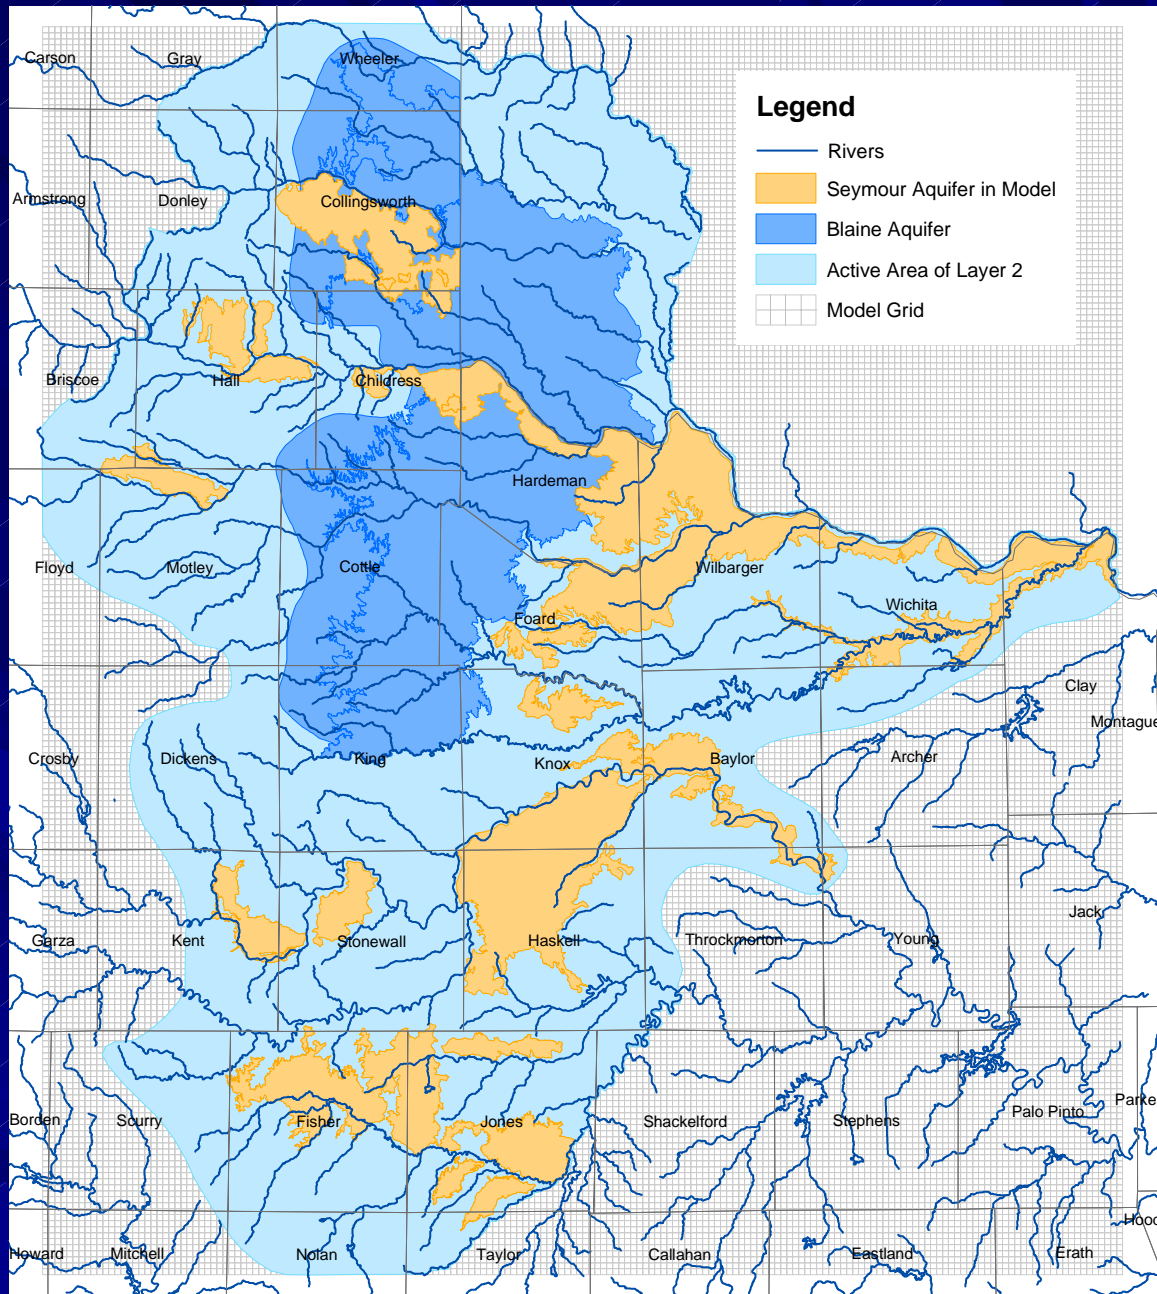 Carson
Gray
Wheeler
Legend
Rivers
Seymour Aquifer in Model
Blaine Aquifer
Active Area of Layer 2
Model Grid
Armstrong
Donley
Collingsworth
Briscoe
Hall
Childress
Hardeman
Floyd
Motley
Cottle
Wilbarger
Foard
Wichita
Clay
Montague
Crosby
Dickens
King
Knox
Baylor
Archer
Garza
Kent
Stonewall
Haskell
Throckmorton
Young
Jack
Borden
Scurry
Fisher
Jones
Shackelford
Stephens
Palo Pinto
Parke
Howard
Mitchell
Nolan
Taylor
Callahan
Eastland
Erath
Hood